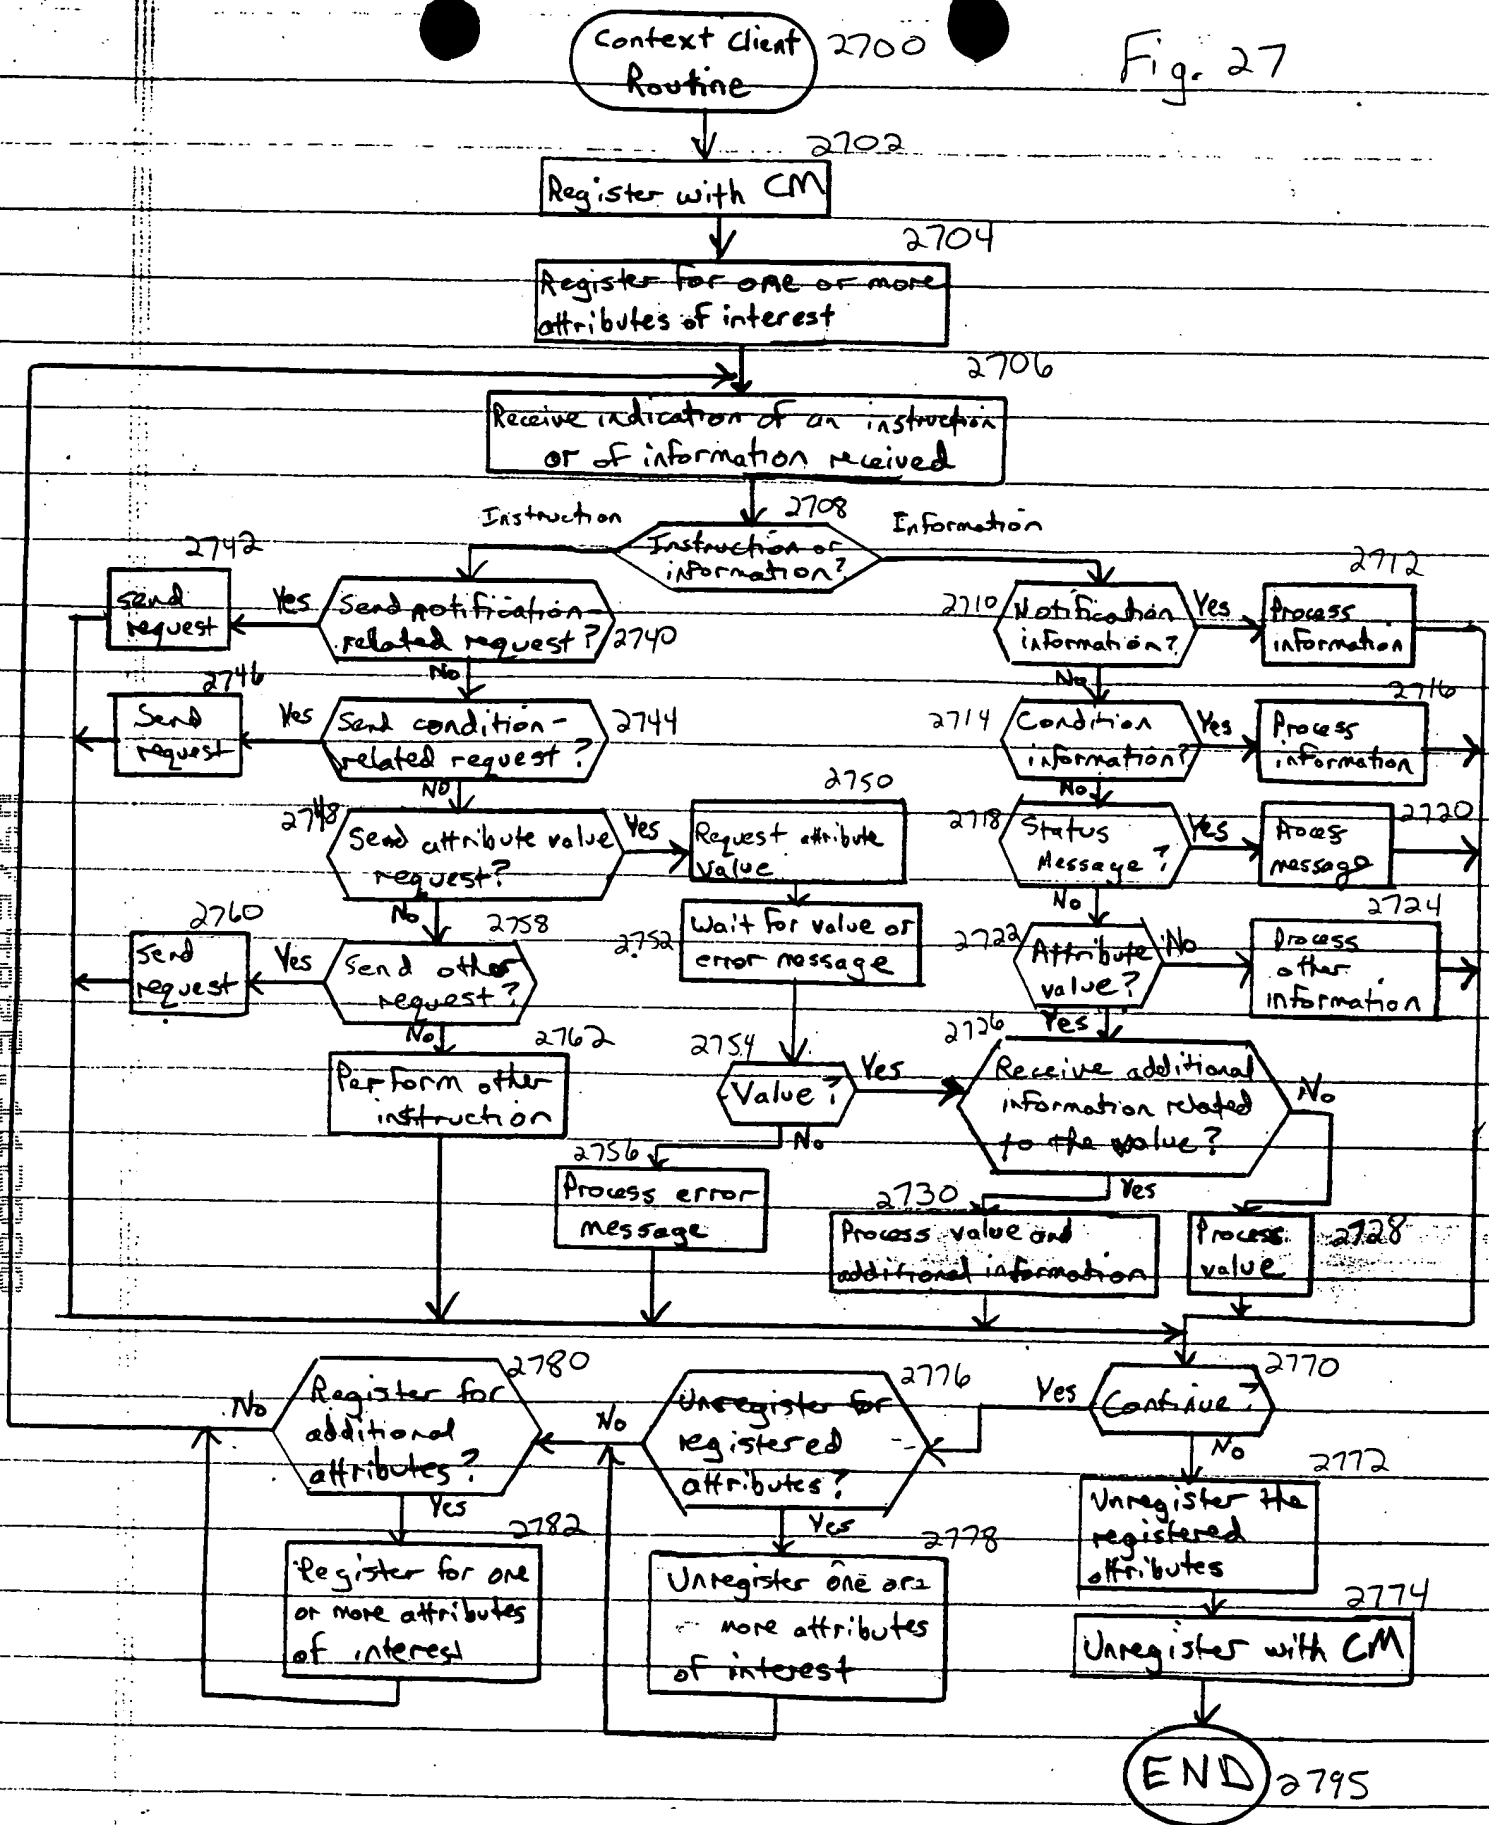 Context Client
Routine
2700
Fig. 27
2702
Register with CM
2704
Register for one or more
attributes of interest
2706
Receive indication of an instruction
or of information received
2708
Instruction
Information
Instruction or
information?
2742
Send
request
Yes
Send notification-
related request?
2740
No
2746
Send
request
Yes
Send condition-
related request?
2744
No
2748
Send attribute value
request?
Yes
2750
Request attribute
value
No
2752
Wait for value or
error message
2760
Send
request
Yes
2758
Send other
request?
No
2762
Perform other
instruction
2754
Value?
Yes
No
2756
Process error
message
2710
Notification
information?
Yes
2712
Process
information
No
2714
Condition
information?
Yes
2716
Process
information
No
2718
Status
Message?
Yes
2720
Process
message
No
2722
Attribute
value?
No
2724
Process
other
information
Yes
2726
Receive additional
information related
to the value?
No
Yes
2730
Process value and
additional information
2728
Process
value
2770
Continue?
Yes
No
2772
Unregister the
registered
attributes
2774
Unregister with CM
END
2795
2776
Unregister for
registered
attributes?
No
Yes
2778
Unregister one or
more attributes
of interest
2780
Register for
additional
attributes?
No
Yes
2782
Register for one
or more attributes
of interest